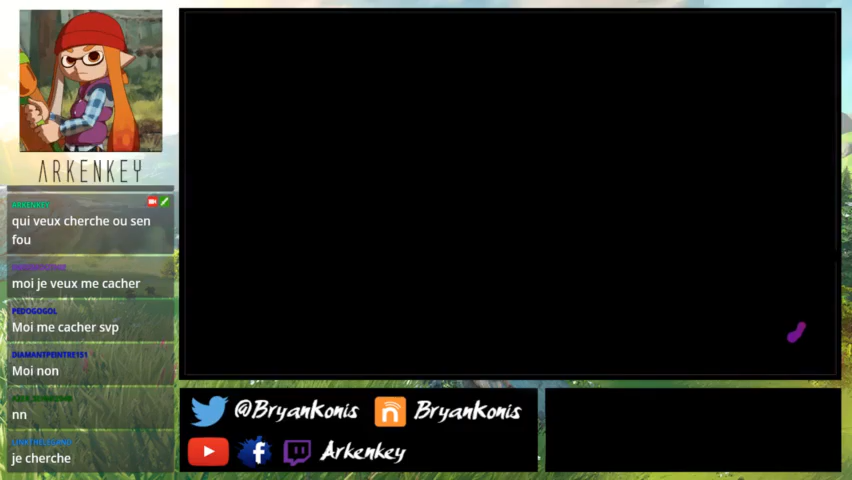 ARKENKEY
ARKENKEY
qui veux cherche ou sen
fou
moi je veux me cacher
PEDOGOGOL
Moi me cacher svp
DIAMANTPEINTRE151
Moi non
nn
je cherche
@BryanKonis
BryanKonis
Arkenkey